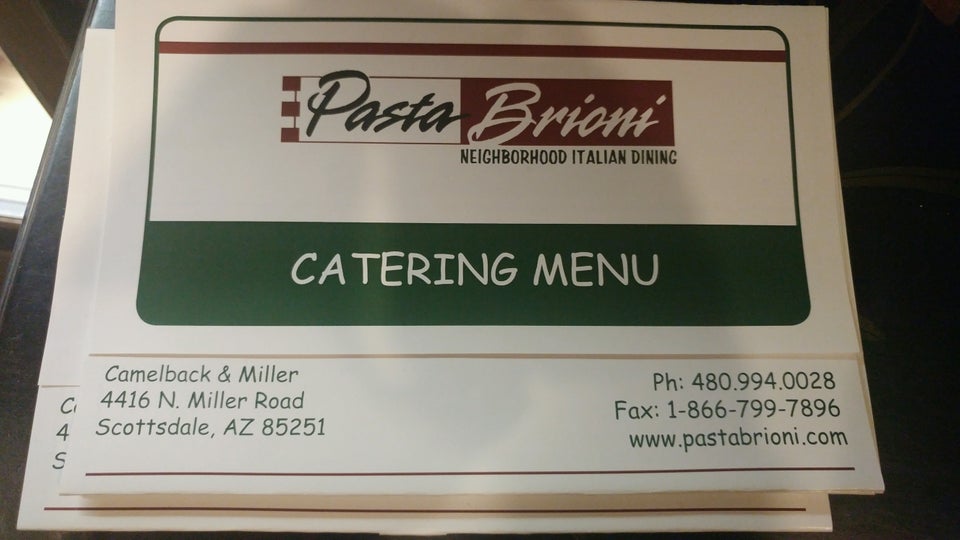 Pasta Brioni
NEIGHBORHOOD ITALIAN DINING
CATERING MENU
Camelback & Miller
4416 N. Miller Road
Scottsdale, AZ 85251
Ph: 480.994.0028
Fax: 1-866-799-7896
www.pastabrioni.com
C
4
S